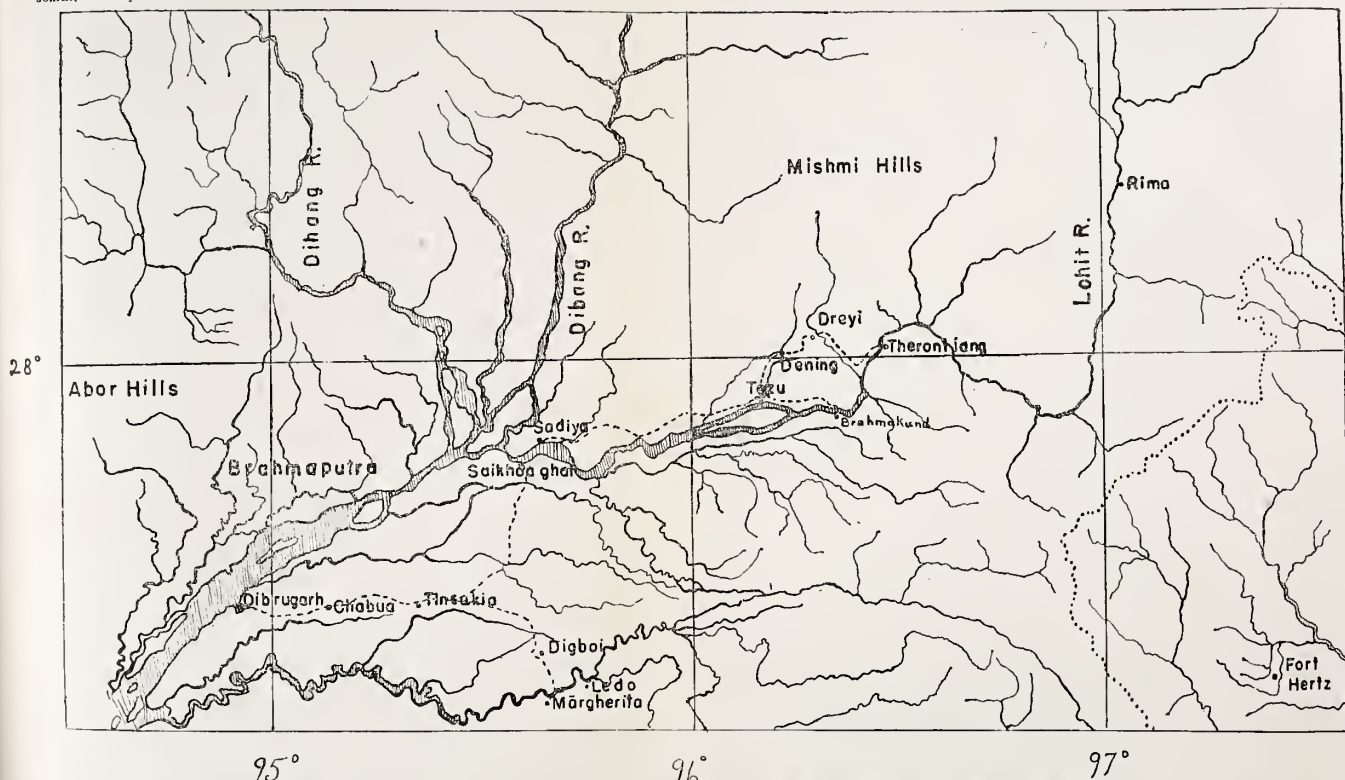 Mishmi Hills
Rima
Dihang R.
Dibang R.
Lohit R.
Dreyi
Theronliang
28°
Dening
Abor Hills
Tezu
Brahmakund
Sadiya
Brahmaputra
Saikhoa ghat
Dibrugarh
Chabua
Tinsukia
Digboi
Fort
Hertz
Ledo
Margherita
95°
96°
97°